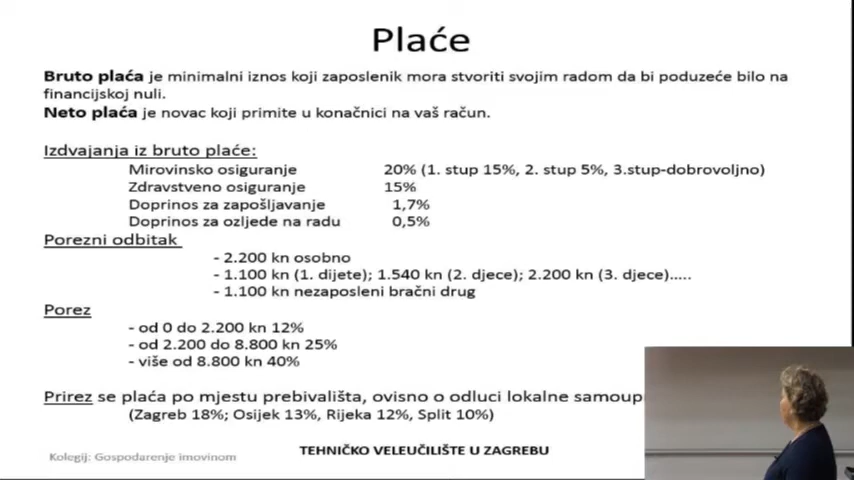 Plaće
Bruto plaća je minimalni iznos koji zaposlenik mora stvoriti svojim radom da bi poduzeće bilo na
financijskoj nuli.
Neto plaća je novac koji primite u konačnici na vaš račun.
Izdvajanja iz bruto plaće:
Mirovinsko osiguranje 20% (1. stup 15%, 2. stup 5%, 3.stup-dobrovoljno)
Zdravstveno osiguranje 15%
Doprinos za zapošljavanje 1,7%
Doprinos za ozljede na radu 0,5%
Porezni odbitak
- 2.200 kn osobno
- 1.100 kn (1. dijete); 1.540 kn (2. djece); 2.200 kn (3. djece).....
- 1.100 kn nezaposleni bračni drug
Porez
- od 0 do 2.200 kn 12%
- od 2.200 do 8.800 kn 25%
- više od 8.800 kn 40%
Prirez se plaća po mjestu prebivališta, ovisno o odluci lokalne
(Zagreb 18%; Osijek 13%, Rijeka 12%, Split 10%)
Kolegij: Gospodarenje imovinom
TEHNIČKO VELEUČILIŠTE U ZAGREBU